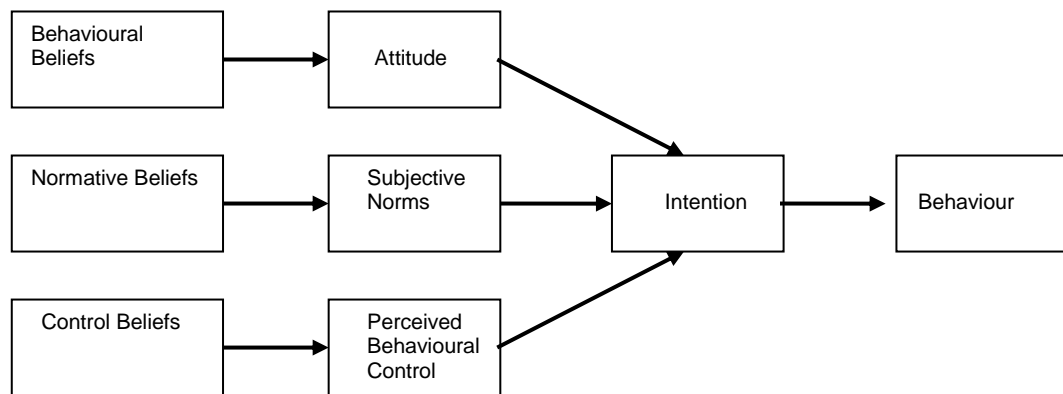 Behavioural
Beliefs
Attitude
Normative Beliefs
Subjective
Norms
Intention
Behaviour
Control Beliefs
Perceived
Behavioural
Control